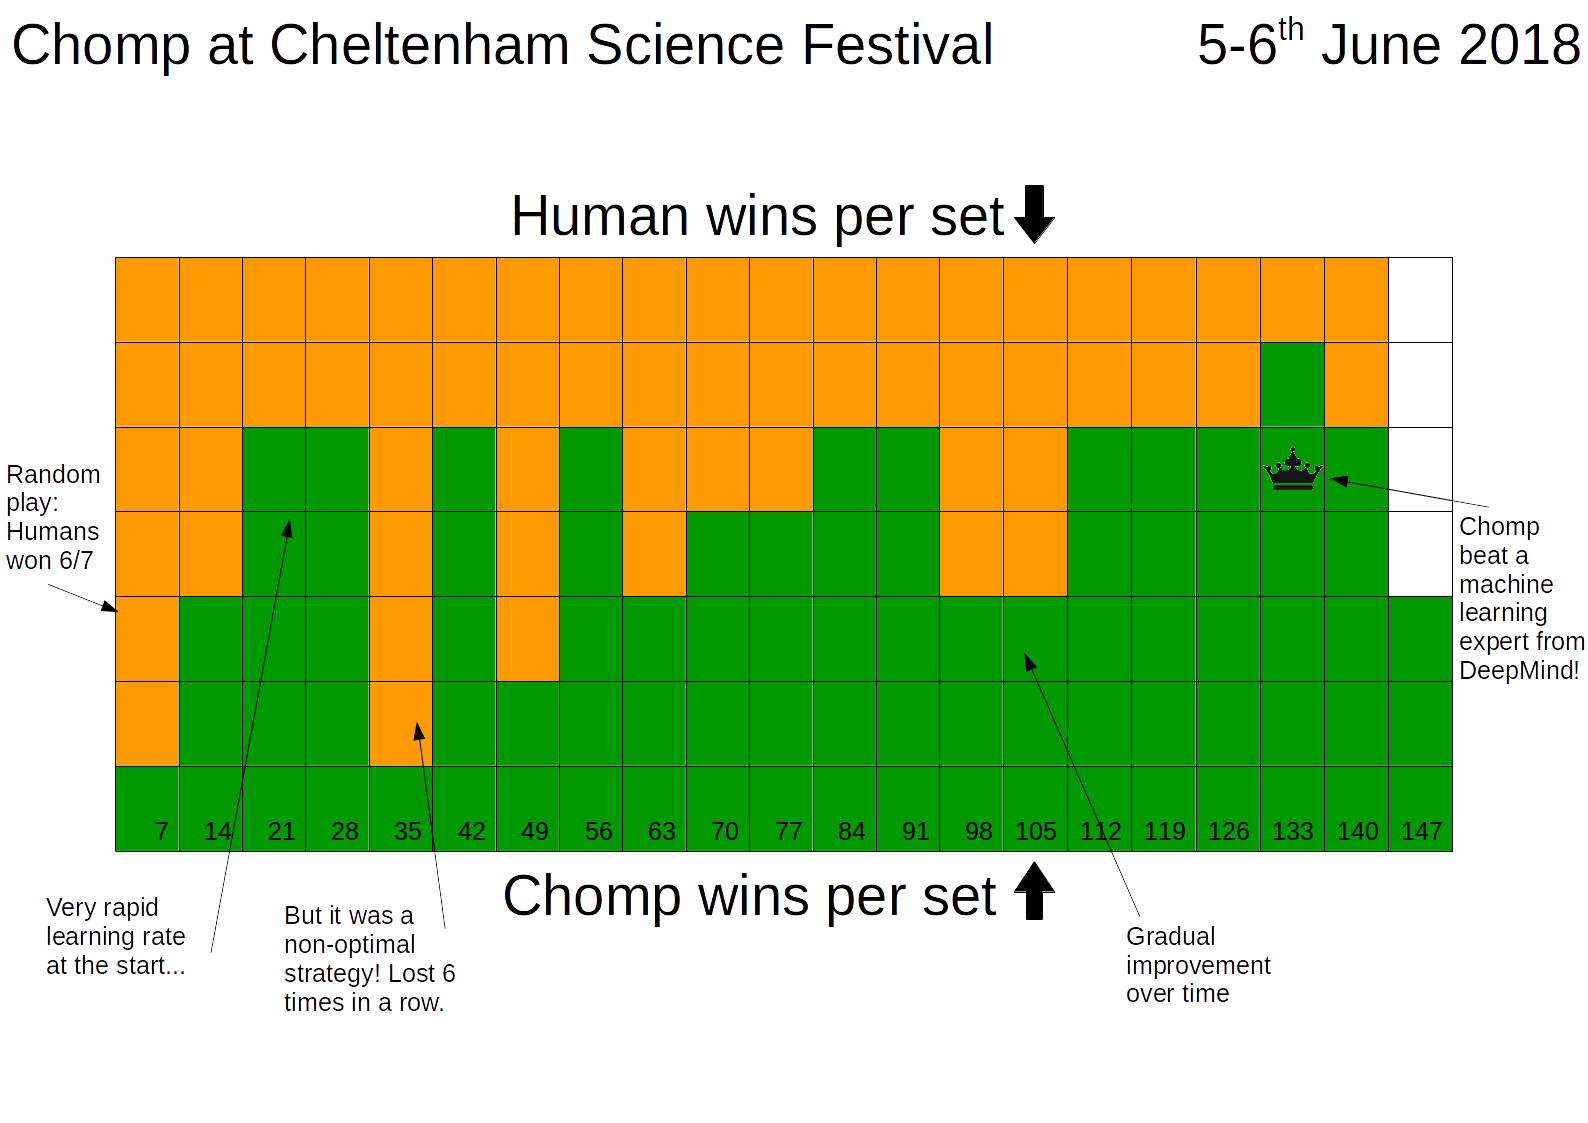 Chomp at Cheltenham Science Festival
5-6th June 2018
Human wins per set
Random
play:
Humans
won 6/7
Chomp
beat a
machine
learning
expert from
DeepMind!
7 14 21 28 35 42 49 56 63 70 77 84 91 98 105 112 119 126 133 140 147
Chomp wins per set
Very rapid
learning rate
at the start...
But it was a
non-optimal
strategy! Lost 6
times in a row.
Gradual
improvement
over time